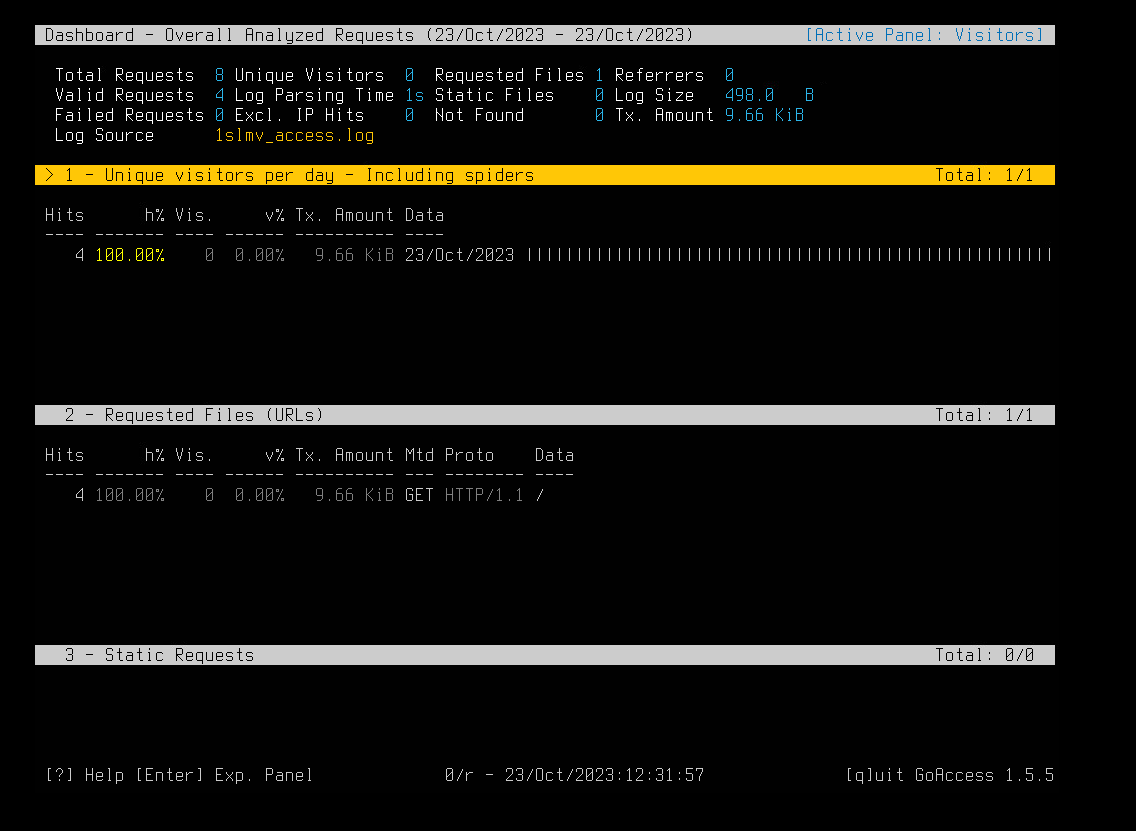 Dashboard - Overall Analyzed Requests (23/Oct/2023 - 23/Oct/2023) [Active Panel: Visitors]
Total Requests 8 Unique Visitors 0 Requested Files 1 Referrers 0
Valid Requests 4 Log Parsing Time 1s Static Files 0 Log Size 498.0 B
Failed Requests 0 Excl. IP Hits 0 Not Found 0 Tx. Amount 9.66 KiB
Log Source 1slmv_access.log
> 1 - Unique visitors per day - Including spiders Total: 1/1
Hits h% Vis. v% Tx. Amount Data
---- ------- ---- ------ ---------- ----
4 100.00% 0 0.00% 9.66 KiB 23/Oct/2023 |||||||||||||||||||||||||||||||||||||||||||||||||||||
2 - Requested Files (URLs) Total: 1/1
Hits h% Vis. v% Tx. Amount Mtd Proto Data
---- ------- ---- ------ ---------- --- -------- ----
4 100.00% 0 0.00% 9.66 KiB GET HTTP/1.1 /
3 - Static Requests Total: 0/0
[?] Help [Enter] Exp. Panel 0/r - 23/Oct/2023:12:31:57 [q]uit GoAccess 1.5.5